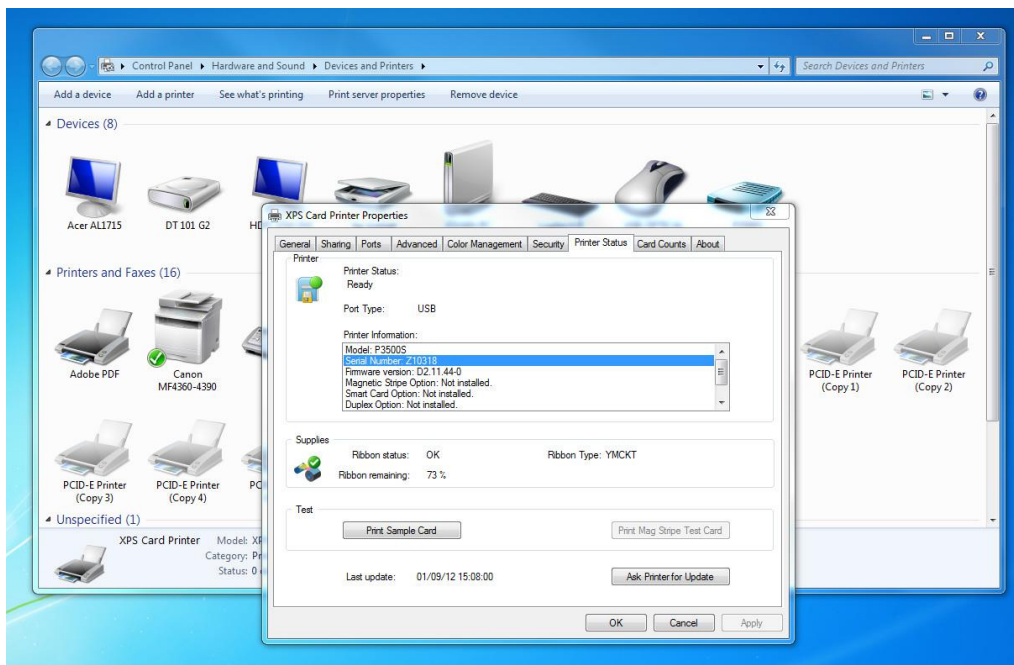 Control Panel ▸ Hardware and Sound ▸ Devices and Printers ▸
Search Devices and Printers
Add a device Add a printer See what's printing Print server properties Remove device
Devices (8)
Acer AL1715
DT 101 G2
XPS Card Printer Properties
General Sharing Ports Advanced Color Management Security Printer Status Card Counts About
Printer
Printer Status:
Ready
Port Type: USB
Printer Information:
Model: P3500S
Serial Number: Z10318
Firmware version: D2.11.44-0
Magnetic Stripe Option: Not installed.
Smart Card Option: Not installed.
Duplex Option: Not installed.
Supplies
Ribbon status: OK Ribbon Type: YMCKT
Ribbon remaining: 73 %
Test
Print Sample Card Print Mag Stripe Test Card
Last update: 01/09/12 15:08:00 Ask Printer for Update
OK Cancel Apply
Printers and Faxes (16)
Adobe PDF
Canon
MF4360-4390
PCID-E Printer
(Copy 1)
PCID-E Printer
(Copy 2)
PCID-E Printer
(Copy 3)
PCID-E Printer
(Copy 4)
Unspecified (1)
XPS Card Printer Model:
Category:
Status: 0